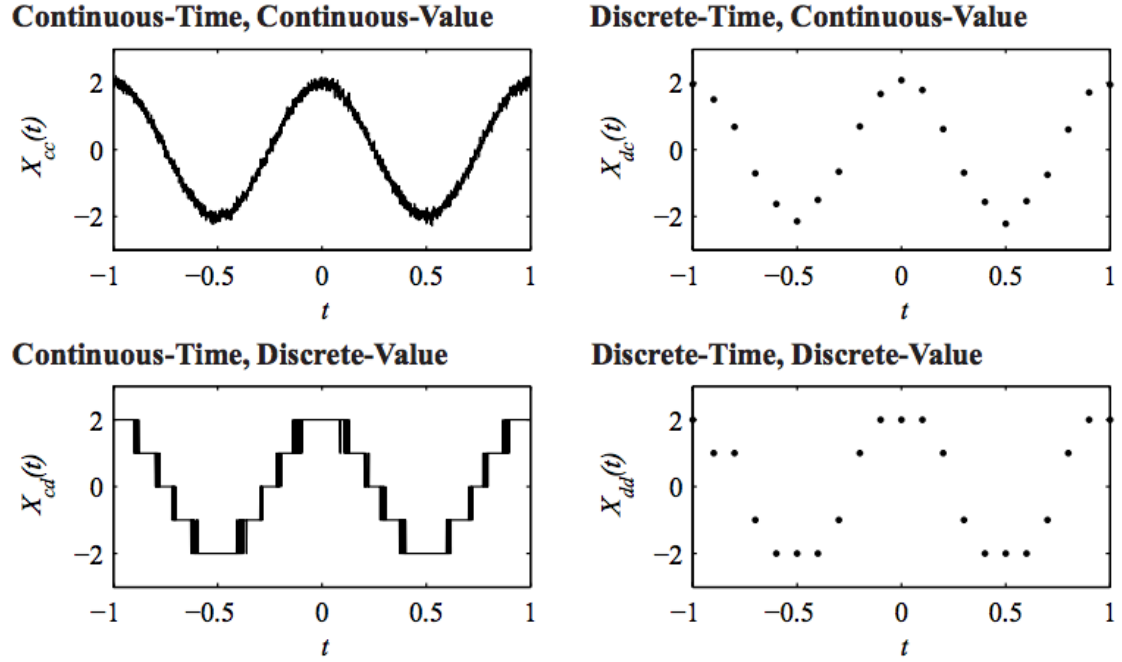 Continuous-Time, Continuous-Value
2
0
−2
X_cc(t)
−1 −0.5 0 0.5 1
t
Discrete-Time, Continuous-Value
2
0
−2
X_dc(t)
−1 −0.5 0 0.5 1
t
Continuous-Time, Discrete-Value
2
0
−2
X_cd(t)
−1 −0.5 0 0.5 1
t
Discrete-Time, Discrete-Value
2
0
−2
X_dd(t)
−1 −0.5 0 0.5 1
t